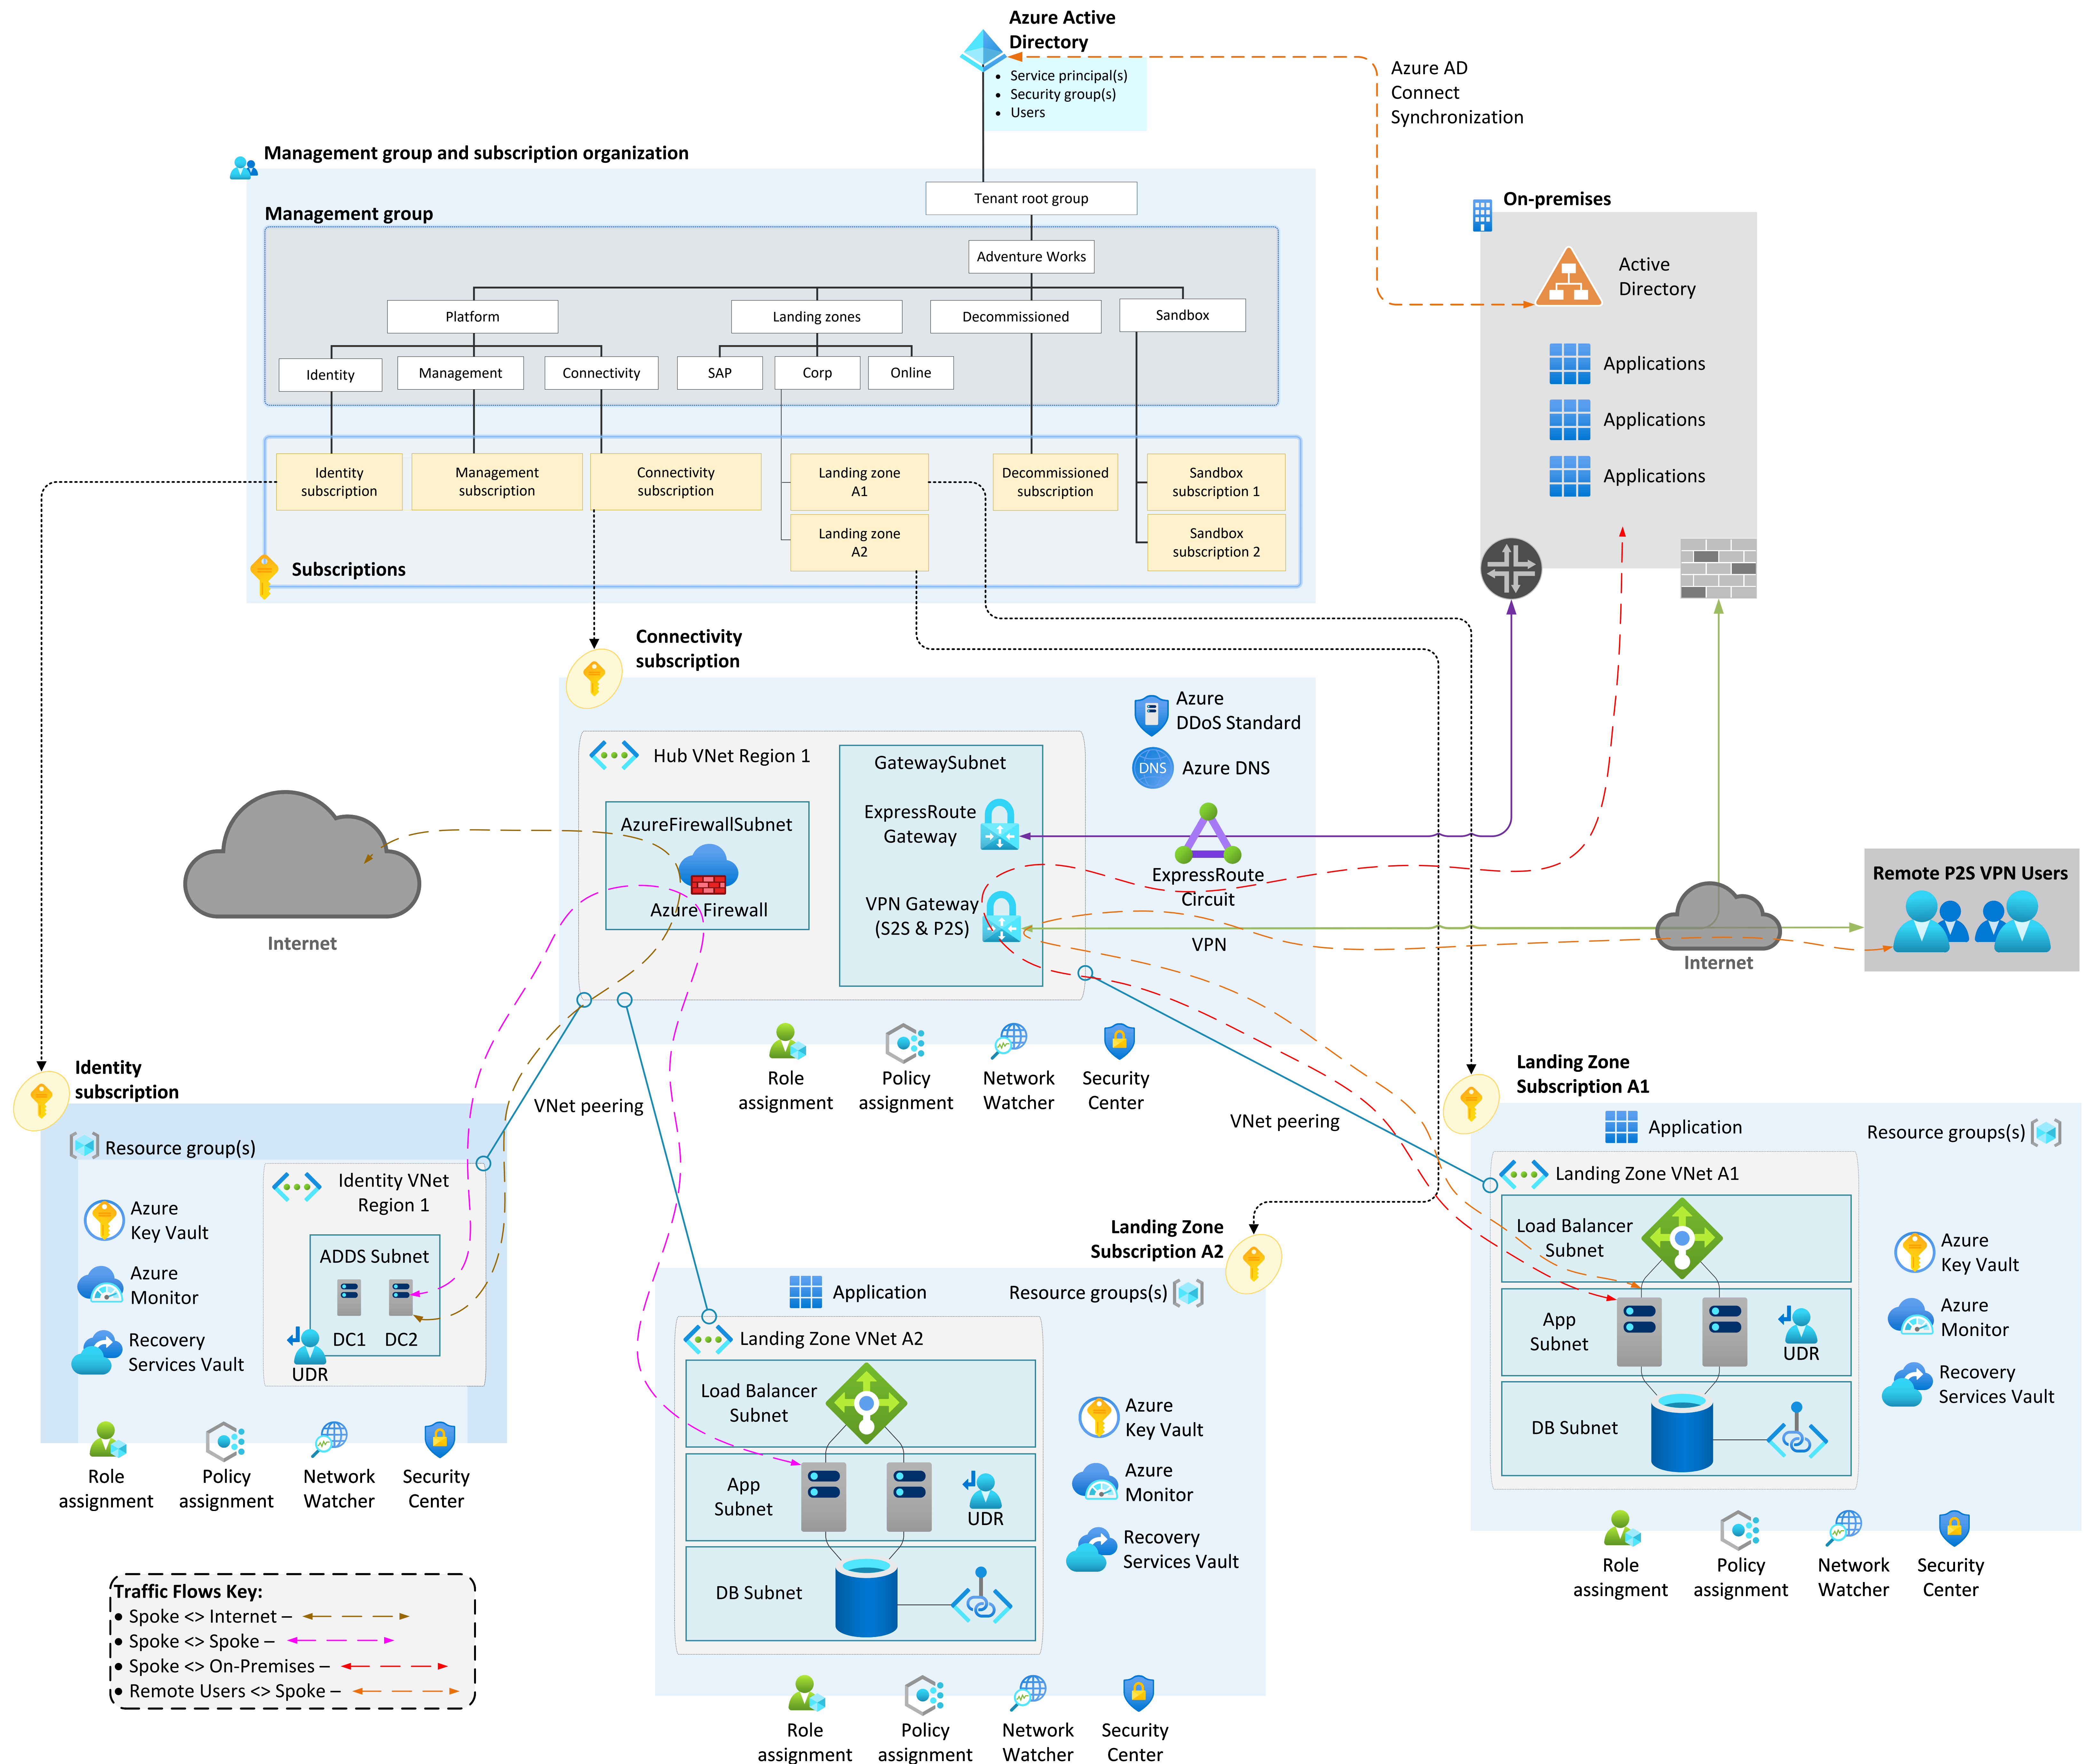 Azure Active
Directory
• Service principal(s)
• Security group(s)
• Users
Azure AD
Connect
Synchronization
Management group and subscription organization
Tenant root group
Management group
Adventure Works
Platform
Landing zones
Decommissioned
Sandbox
Identity
Management
Connectivity
SAP
Corp
Online
Identity
subscription
Management
subscription
Connectivity
subscription
Landing zone
A1
Decommissioned
subscription
Sandbox
subscription 1
Landing zone
A2
Sandbox
subscription 2
Subscriptions
On-premises
Active
Directory
Applications
Applications
Applications
Connectivity
subscription
Azure
DDoS Standard
Hub VNet Region 1
GatewaySubnet
DNS
Azure DNS
AzureFirewallSubnet
Azure Firewall
ExpressRoute
Gateway
VPN Gateway
(S2S & P2S)
ExpressRoute
Circuit
VPN
Internet
Internet
Remote P2S VPN Users
Role
assignment
Policy
assignment
Network
Watcher
Security
Center
VNet peering
VNet peering
Identity
subscription
Resource group(s)
Identity VNet
Region 1
Azure
Key Vault
ADDS Subnet
Azure
Monitor
DC1
DC2
Recovery
Services Vault
UDR
Role
assignment
Policy
assignment
Network
Watcher
Security
Center
Landing Zone
Subscription A2
Application
Resource groups(s)
Landing Zone VNet A2
Load Balancer
Subnet
Azure
Key Vault
App
Subnet
UDR
Azure
Monitor
DB Subnet
Recovery
Services Vault
Role
assignment
Policy
assignment
Network
Watcher
Security
Center
Landing Zone
Subscription A1
Application
Resource groups(s)
Landing Zone VNet A1
Load Balancer
Subnet
Azure
Key Vault
App
Subnet
UDR
Azure
Monitor
DB Subnet
Recovery
Services Vault
Role
assingment
Policy
assignment
Network
Watcher
Security
Center
Traffic Flows Key:
• Spoke <> Internet –
• Spoke <> Spoke –
• Spoke <> On-Premises –
• Remote Users <> Spoke –